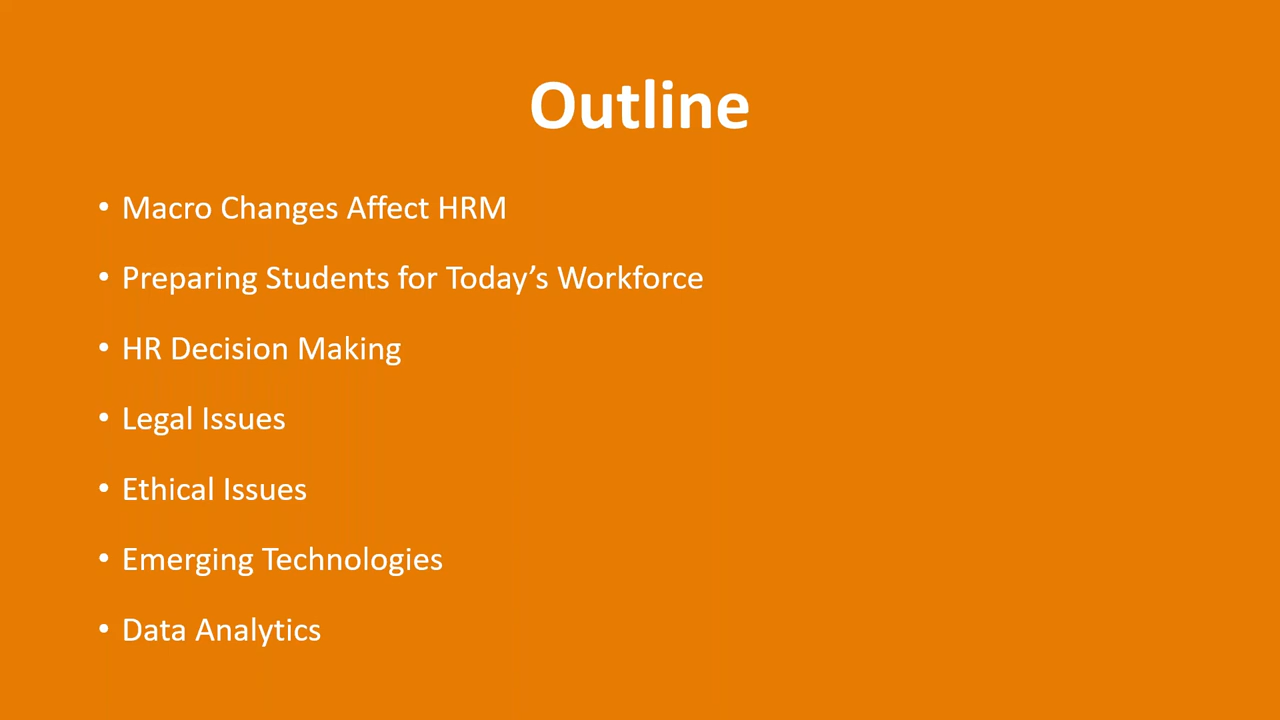 Outline
• Macro Changes Affect HRM
• Preparing Students for Today’s Workforce
• HR Decision Making
• Legal Issues
• Ethical Issues
• Emerging Technologies
• Data Analytics